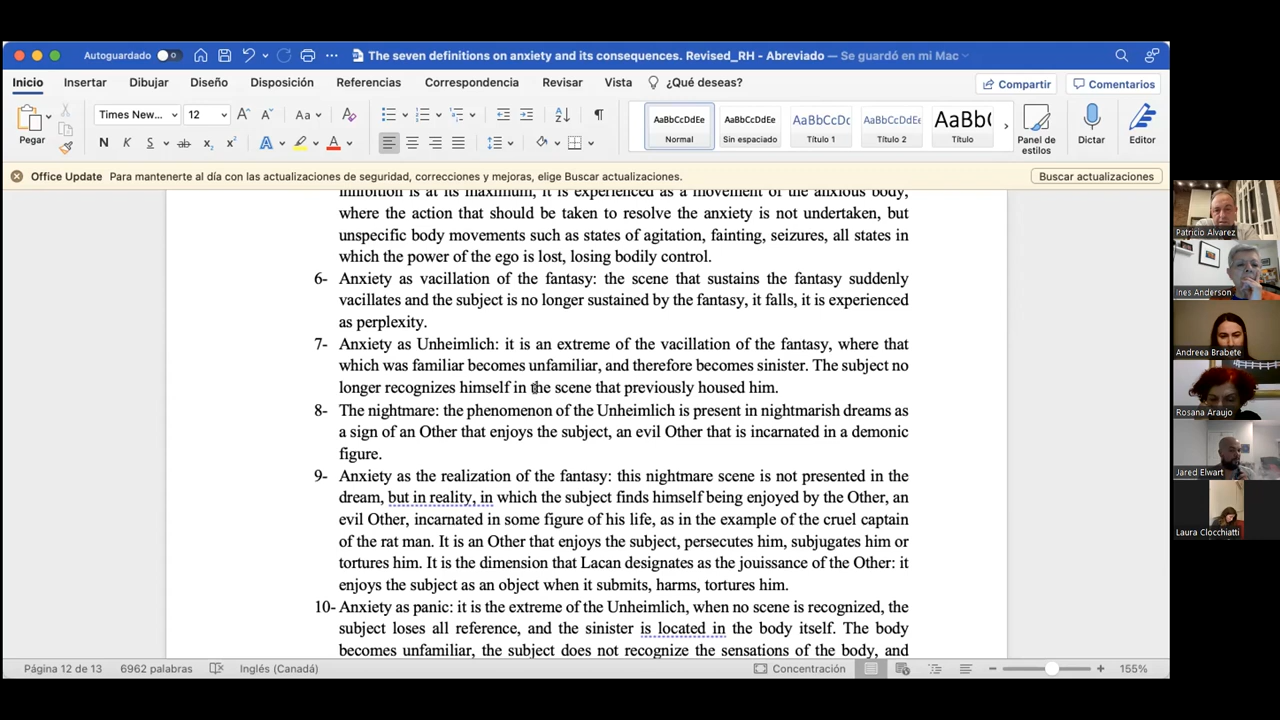 Autoguardado
The seven definitions on anxiety and its consequences. Revised_RH - Abreviado — Se guardó en mi Mac
Inicio Insertar Dibujar Diseño Disposición Referencias Correspondencia Revisar Vista ¿Qué deseas? Compartir Comentarios
Pegar
Times New... 12
Aa
N K S ab x₂ x² A A
AaBbCcDdEe AaBbCcDdEe AaBbCcDc AaBbCcDdEe AaBb(
Normal Sin espaciado Título 1 Título 2 Título
Panel de estilos
Dictar
Editor
Office Update Para mantenerte al día con las actualizaciones de seguridad, correcciones y mejoras, elige Buscar actualizaciones. Buscar actualizaciones
inhibition is at its maximum, it is experienced as a movement of the anxious body,
where the action that should be taken to resolve the anxiety is not undertaken, but
unspecific body movements such as states of agitation, fainting, seizures, all states in
which the power of the ego is lost, losing bodily control.
6- Anxiety as vacillation of the fantasy: the scene that sustains the fantasy suddenly
vacillates and the subject is no longer sustained by the fantasy, it falls, it is experienced
as perplexity.
7- Anxiety as Unheimlich: it is an extreme of the vacillation of the fantasy, where that
which was familiar becomes unfamiliar, and therefore becomes sinister. The subject no
longer recognizes himself in the scene that previously housed him.
8- The nightmare: the phenomenon of the Unheimlich is present in nightmarish dreams as
a sign of an Other that enjoys the subject, an evil Other that is incarnated in a demonic
figure.
9- Anxiety as the realization of the fantasy: this nightmare scene is not presented in the
dream, but in reality, in which the subject finds himself being enjoyed by the Other, an
evil Other, incarnated in some figure of his life, as in the example of the cruel captain
of the rat man. It is an Other that enjoys the subject, persecutes him, subjugates him or
tortures him. It is the dimension that Lacan designates as the jouissance of the Other: it
enjoys the subject as an object when it submits, harms, tortures him.
10- Anxiety as panic: it is the extreme of the Unheimlich, when no scene is recognized, the
subject loses all reference, and the sinister is located in the body itself. The body
becomes unfamiliar, the subject does not recognize the sensations of the body, and
Página 12 de 13 6962 palabras Inglés (Canadá) Concentración 155%
Patricio Alvarez
Ines Anderson
Andreea Brabete
Rosana Araujo
Jared Elwart
Laura Clocchiatti